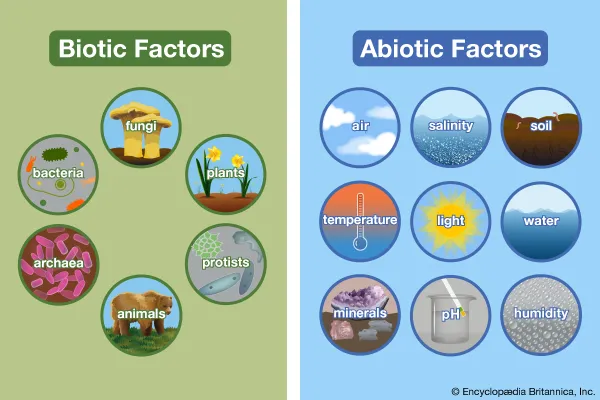 Biotic Factors
fungi
bacteria
plants
archaea
protists
animals
Abiotic Factors
air
salinity
soil
temperature
light
water
minerals
pH
humidity
© Encyclopædia Britannica, Inc.